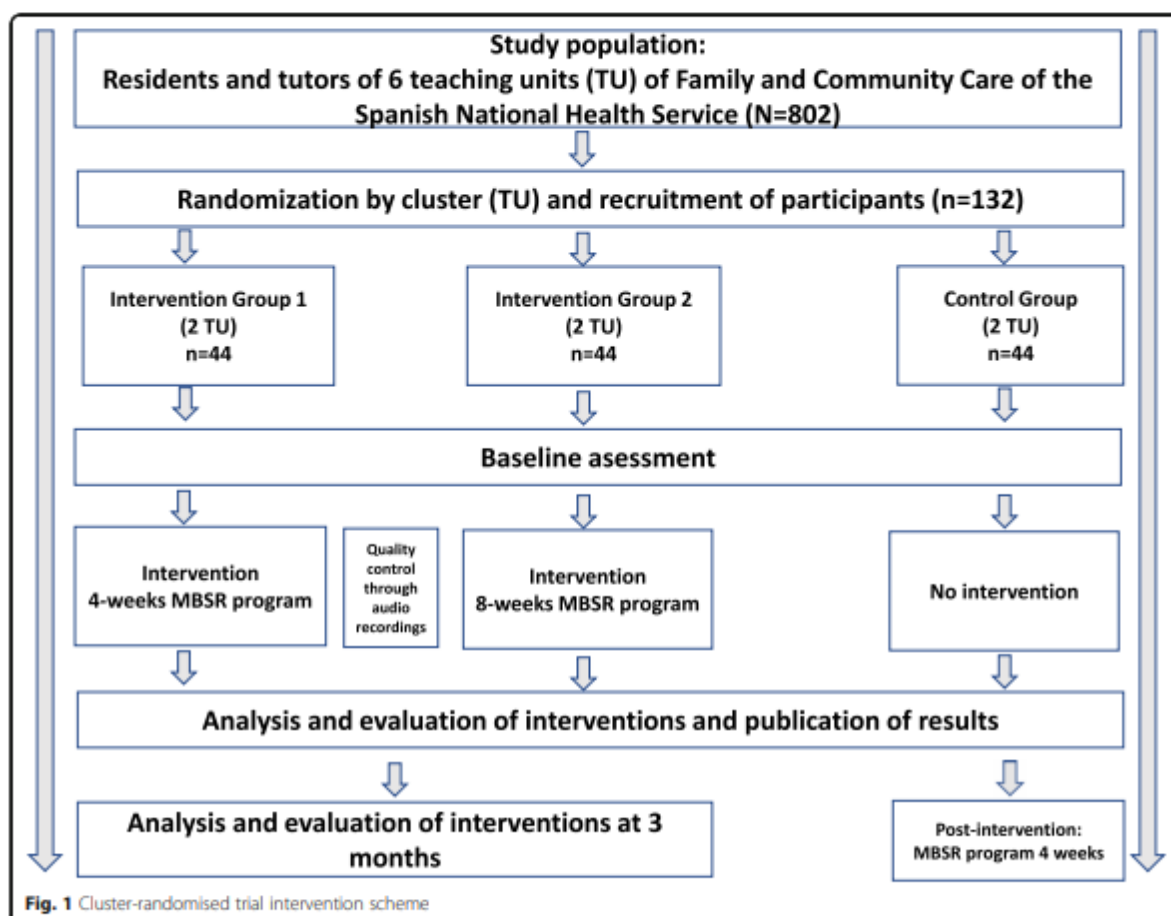 Study population:
Residents and tutors of 6 teaching units (TU) of Family and Community Care of the
Spanish National Health Service (N=802)
Randomization by cluster (TU) and recruitment of participants (n=132)
Intervention Group 1
(2 TU)
n=44
Intervention Group 2
(2 TU)
n=44
Control Group
(2 TU)
n=44
Baseline asessment
Intervention
4-weeks MBSR program
Quality
control
through
audio
recordings
Intervention
8-weeks MBSR program
No intervention
Analysis and evaluation of interventions and publication of results
Analysis and evaluation of interventions at 3
months
Post-intervention:
MBSR program 4 weeks
Fig. 1 Cluster-randomised trial intervention scheme